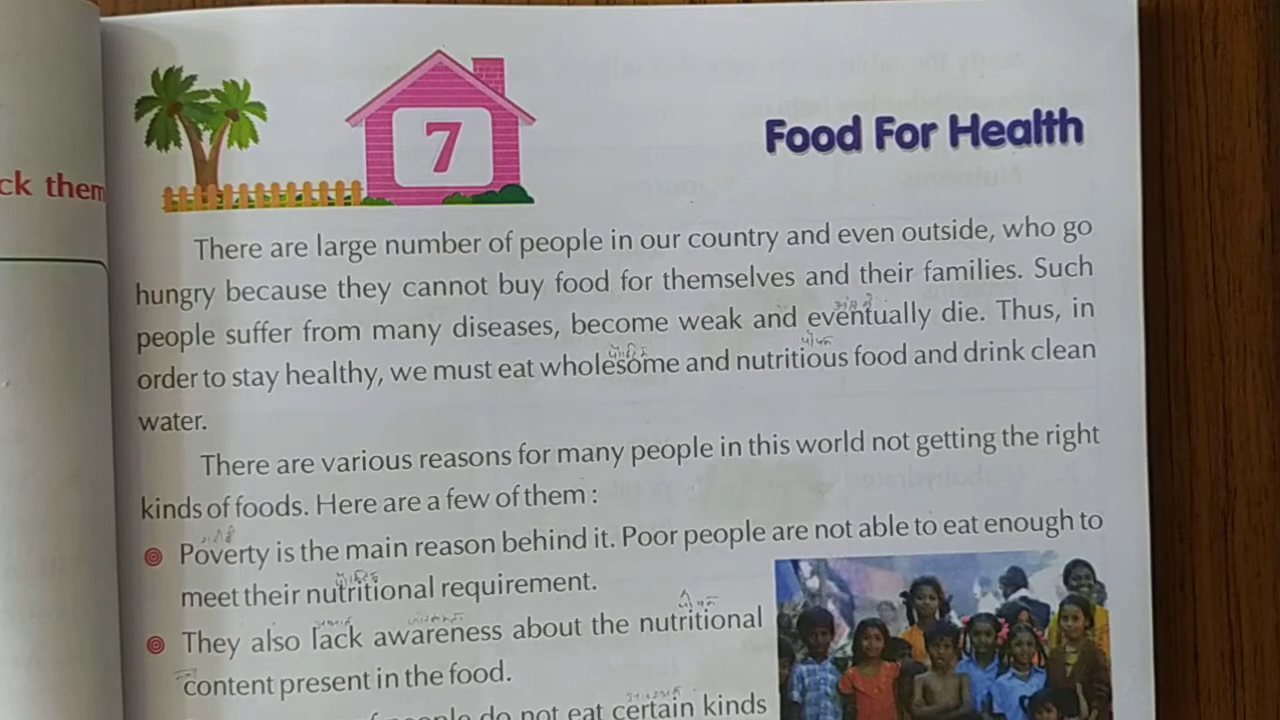 ck them
7
Food For Health
There are large number of people in our country and even outside, who go
hungry because they cannot buy food for themselves and their families. Such
people suffer from many diseases, become weak and eventually die. Thus, in
order to stay healthy, we must eat wholesome and nutritious food and drink clean
water.
There are various reasons for many people in this world not getting the right
kinds of foods. Here are a few of them :
Poverty is the main reason behind it. Poor people are not able to eat enough to
meet their nutritional requirement.
They also lack awareness about the nutritional
content present in the food.
do not eat certain kinds